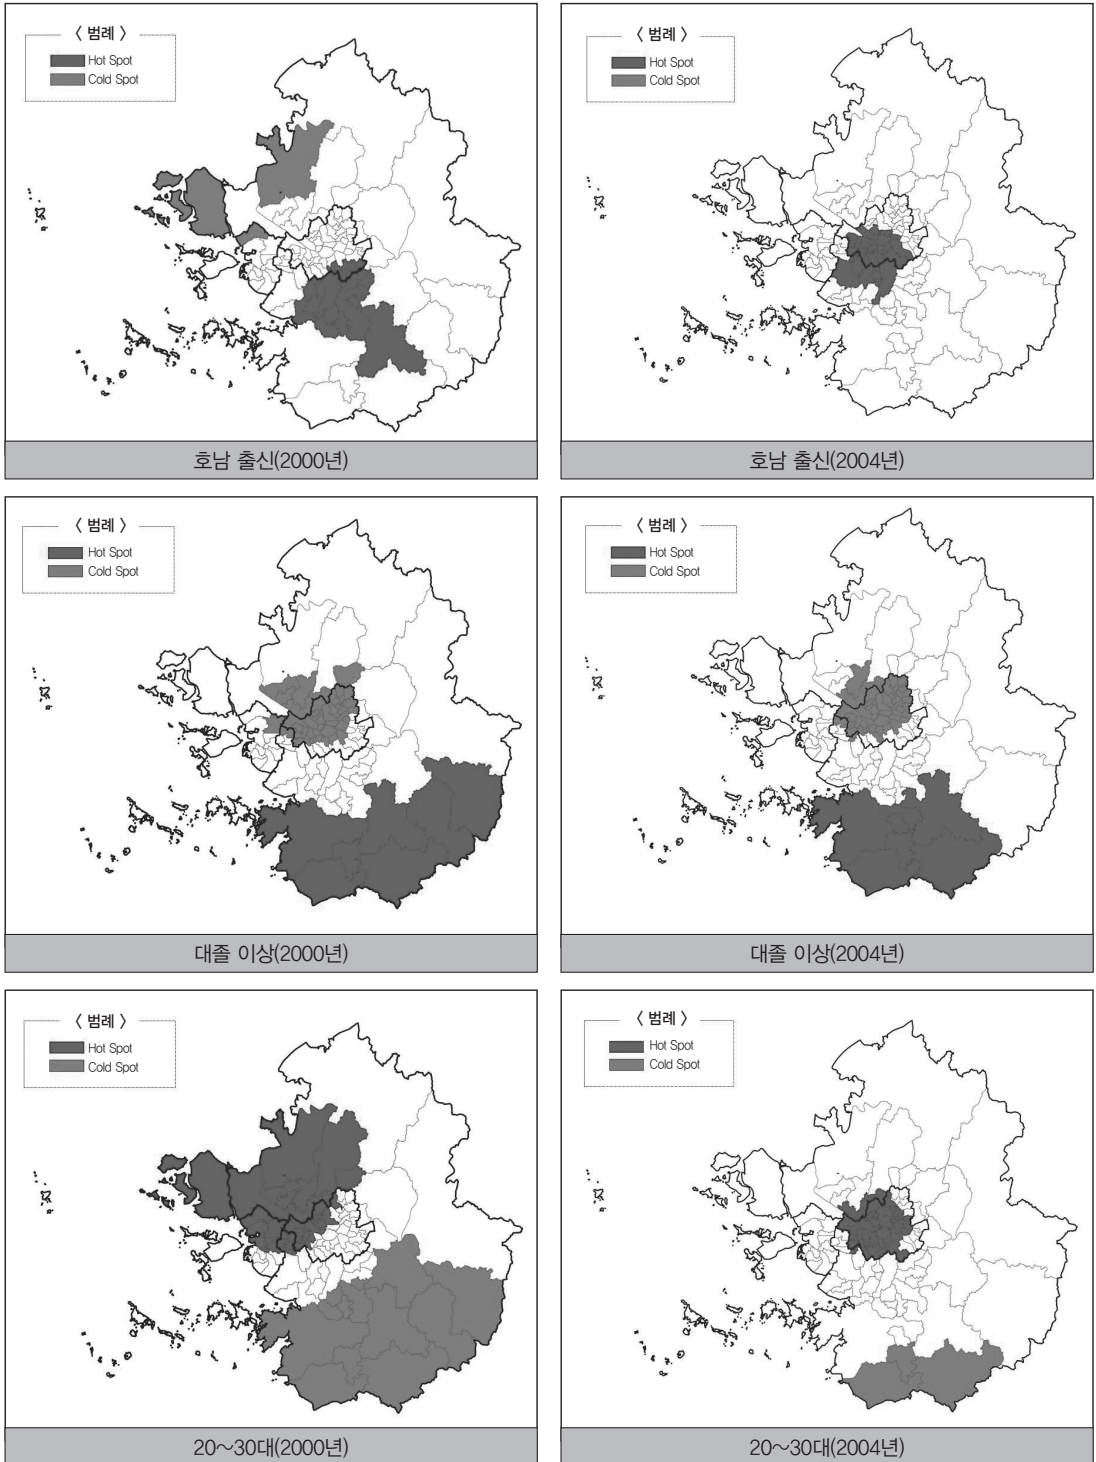 〈 범례 〉
Hot Spot
Cold Spot
호남 출신(2000년)
〈 범례 〉
Hot Spot
Cold Spot
호남 출신(2004년)
〈 범례 〉
Hot Spot
Cold Spot
대졸 이상(2000년)
〈 범례 〉
Hot Spot
Cold Spot
대졸 이상(2004년)
〈 범례 〉
Hot Spot
Cold Spot
20～30대(2000년)
〈 범례 〉
Hot Spot
Cold Spot
20～30대(2004년)